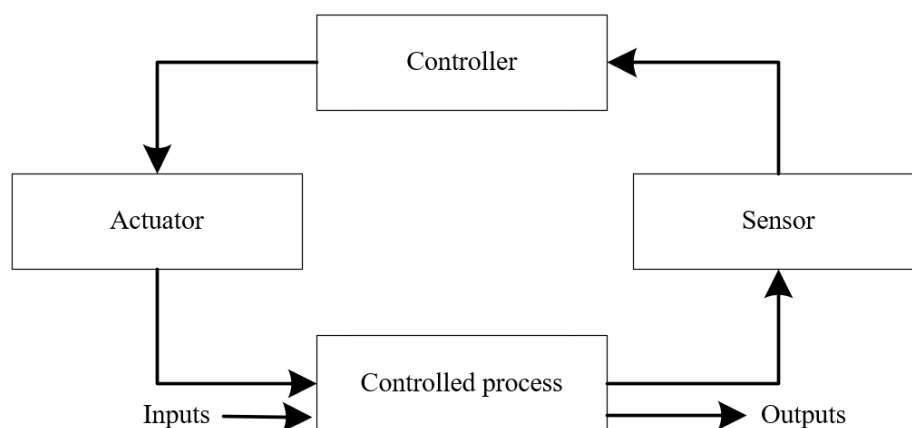 Controller
Actuator
Sensor
Controlled process
Inputs
Outputs